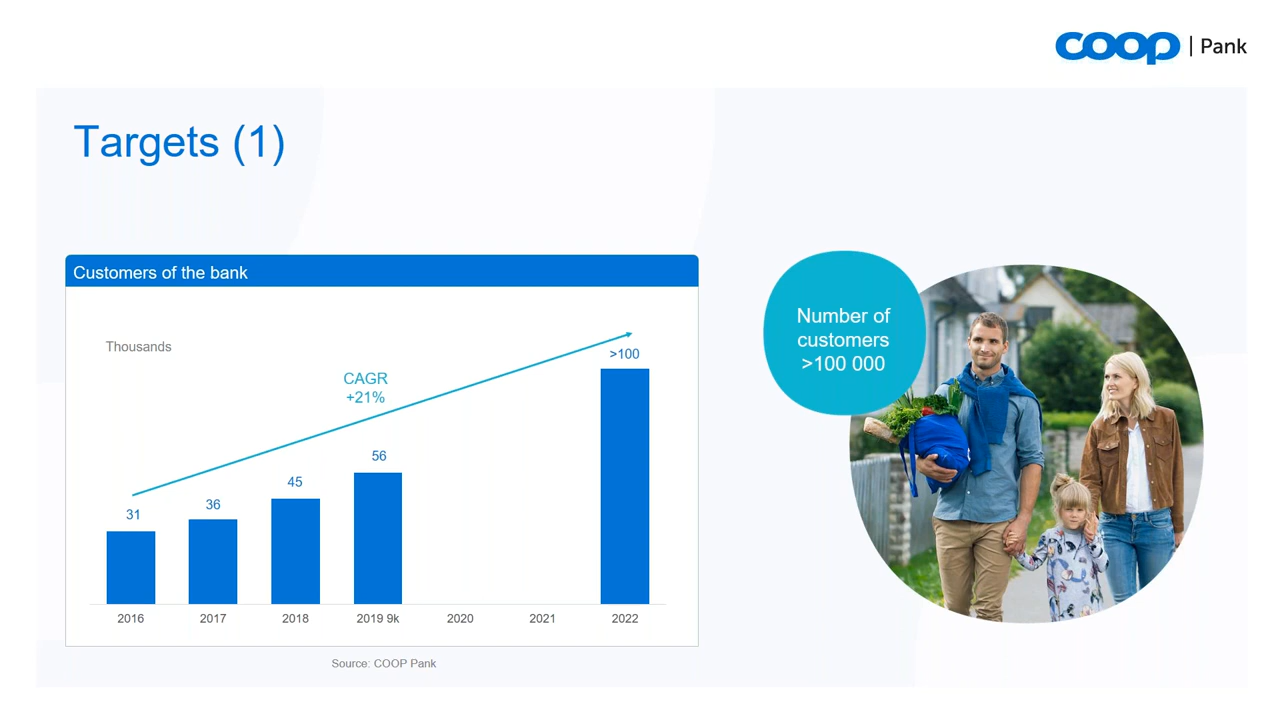 coop | Pank
Targets (1)
Customers of the bank
Thousands
CAGR
+21%
31
36
45
56
>100
2016
2017
2018
2019 9k
2020
2021
2022
Source: COOP Pank
Number of
customers
>100 000